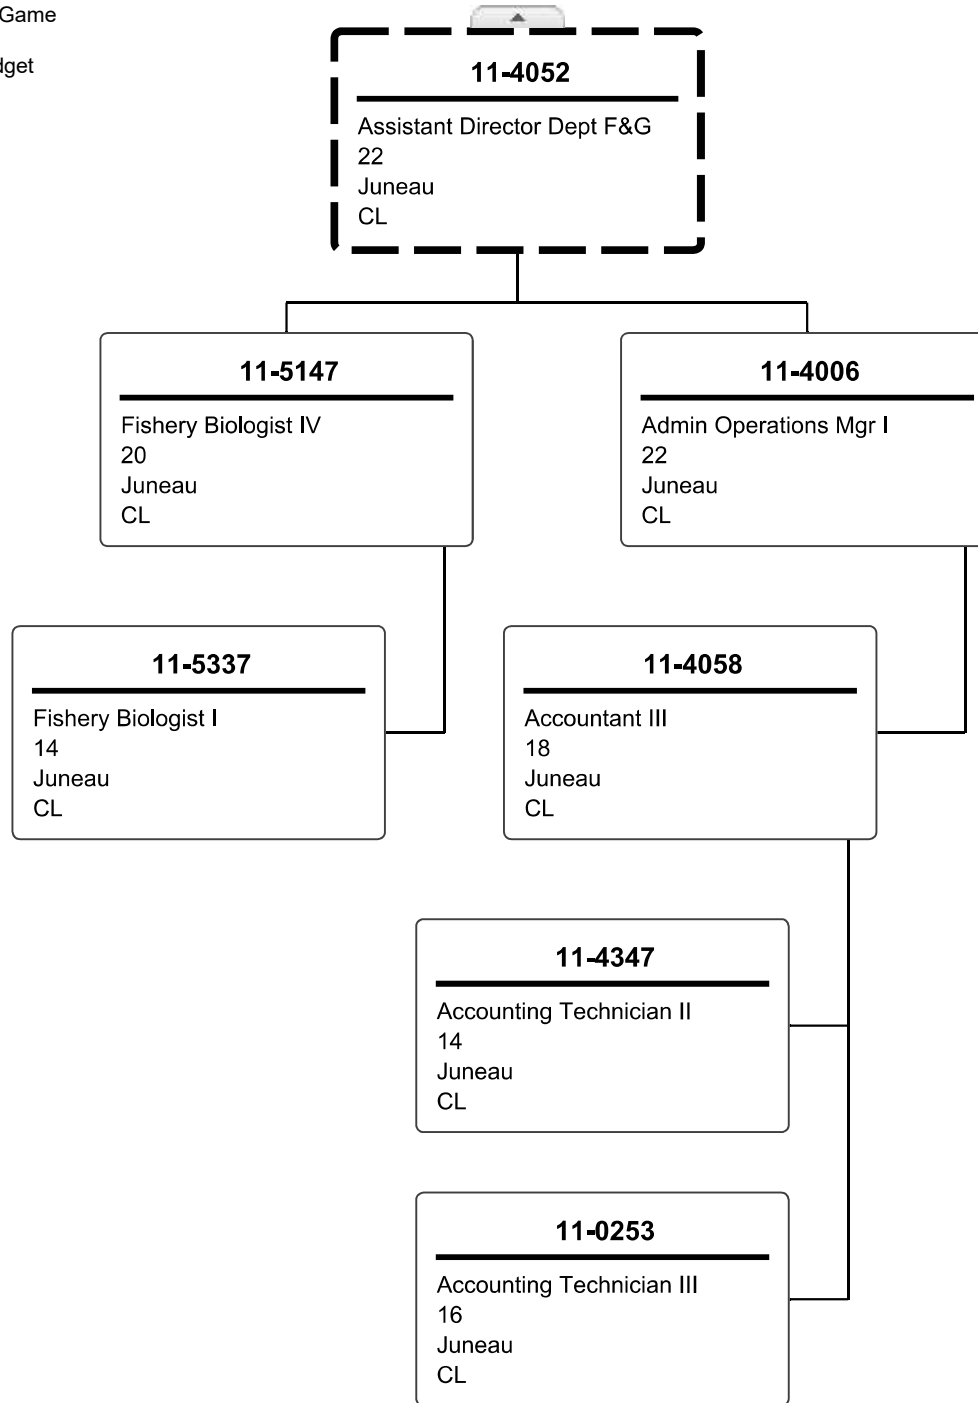 Game
dget
11-4052
Assistant Director Dept F&G
22
Juneau
CL
11-5147
Fishery Biologist IV
20
Juneau
CL
11-4006
Admin Operations Mgr I
22
Juneau
CL
11-5337
Fishery Biologist I
14
Juneau
CL
11-4058
Accountant III
18
Juneau
CL
11-4347
Accounting Technician II
14
Juneau
CL
11-0253
Accounting Technician III
16
Juneau
CL